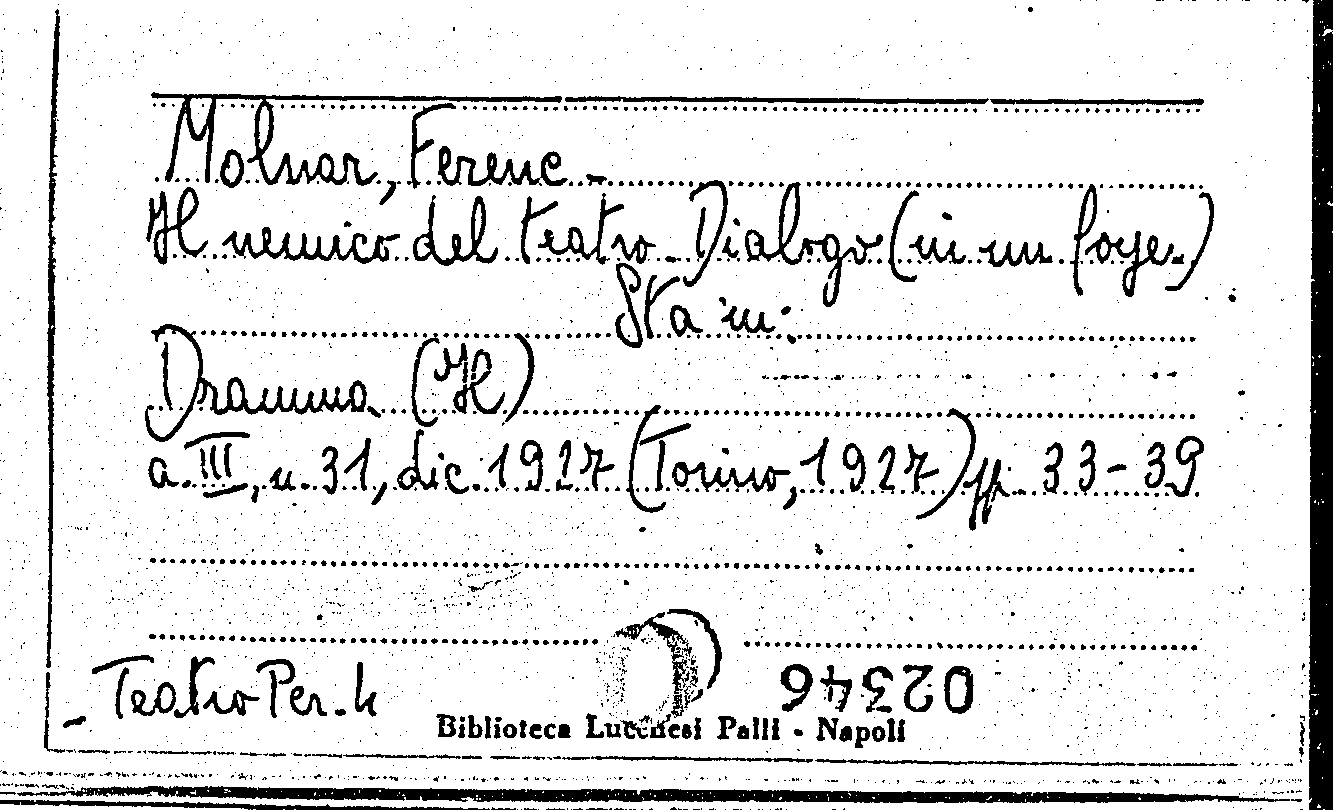 Molnar, Ferenc -
Il nemico del teatro - Dialogo (in un foyer)
Sta in:
Dramma (Il)
a. III, n. 31, dic. 1927 (Torino, 1927) pp. 33-39
- Teatro Per. 4
02346
Biblioteca Lucchesi Palli - Napoli